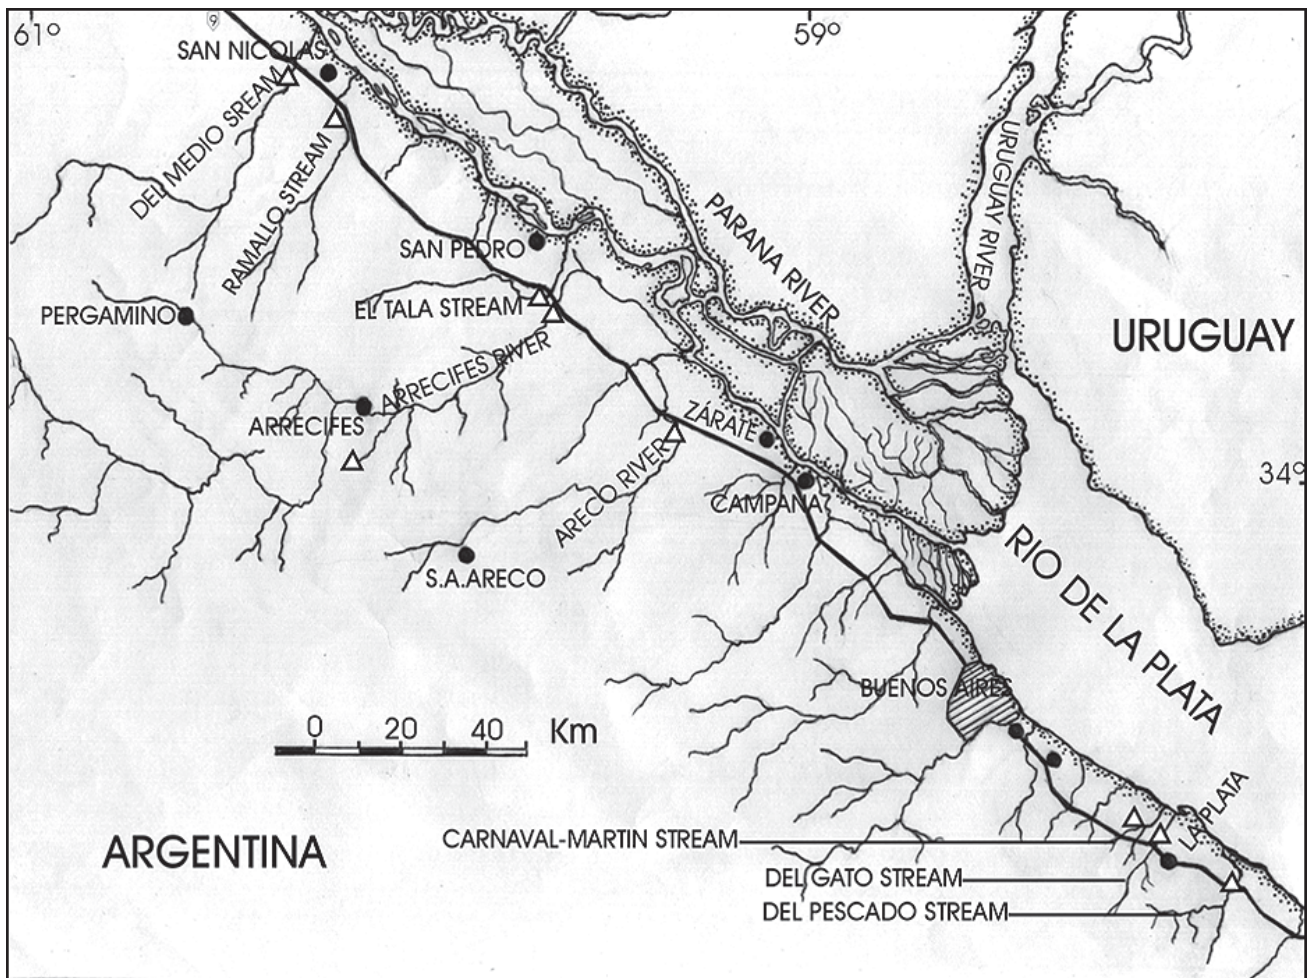 61º
9
59º
SAN NICOLAS
DEL MEDIO SREAM
RAMALLO STREAM
URUGUAY RIVER
PARANA RIVER
SAN PEDRO
EL TALA STREAM
PERGAMINO
URUGUAY
ARRECIFES RIVER
ARRECIFES
ZÁRATE
ARECO RIVER
34º
CAMPANA
S.A.ARECO
RIO DE LA PLATA
BUENOS AIRES
0 20 40 Km
LA PLATA
ARGENTINA
CARNAVAL-MARTIN STREAM
DEL GATO STREAM
DEL PESCADO STREAM